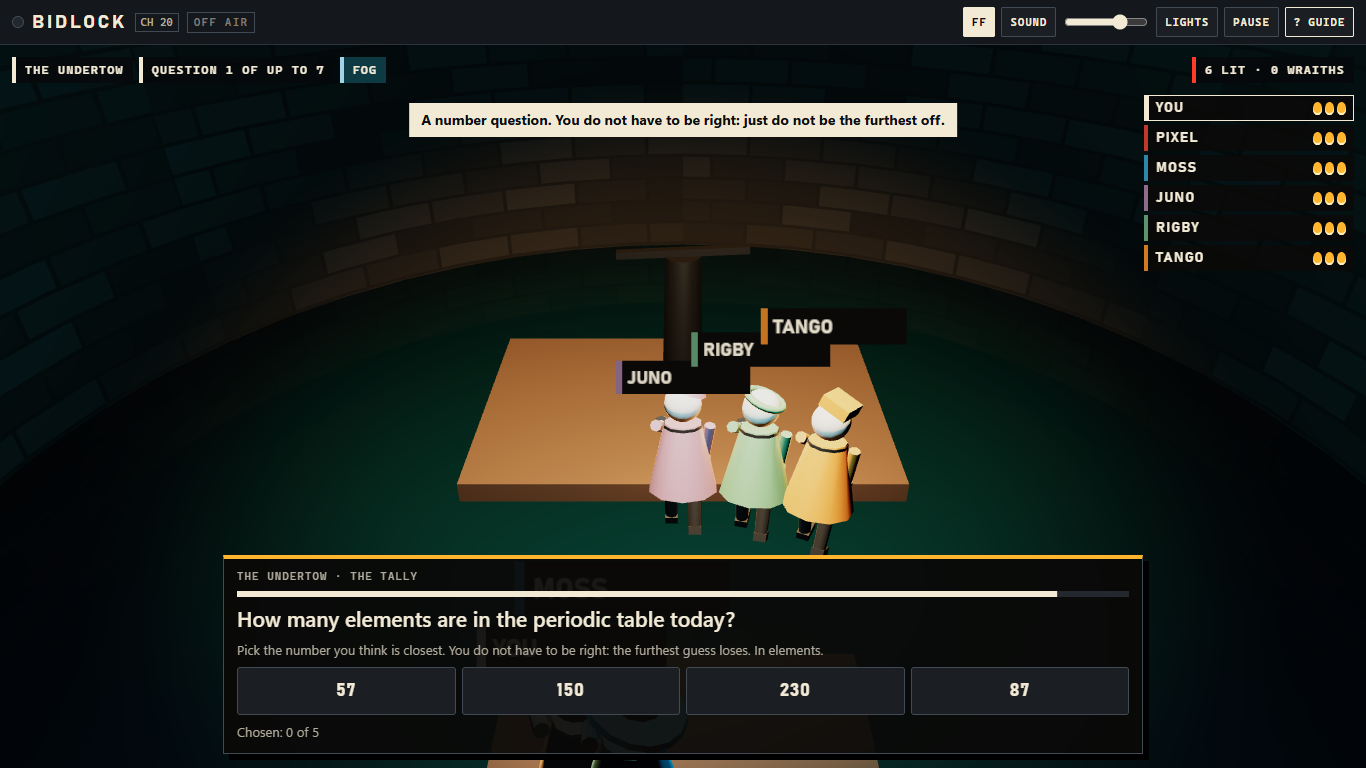 BIDLOCK CH 20 OFF AIR FF SOUND LIGHTS PAUSE ? GUIDE
THE UNDERTOW QUESTION 1 OF UP TO 7 FOG 6 LIT · 0 WRAITHS
A number question. You do not have to be right: just do not be the furthest off.
YOU
PIXEL
MOSS
JUNO
RIGBY
TANGO
TANGO
RIGBY
JUNO
THE UNDERTOW · THE TALLY
MOSS
How many elements are in the periodic table today?
YOU
Pick the number you think is closest. You do not have to be right: the furthest guess loses. In elements.
57 150 230 87
Chosen: 0 of 5